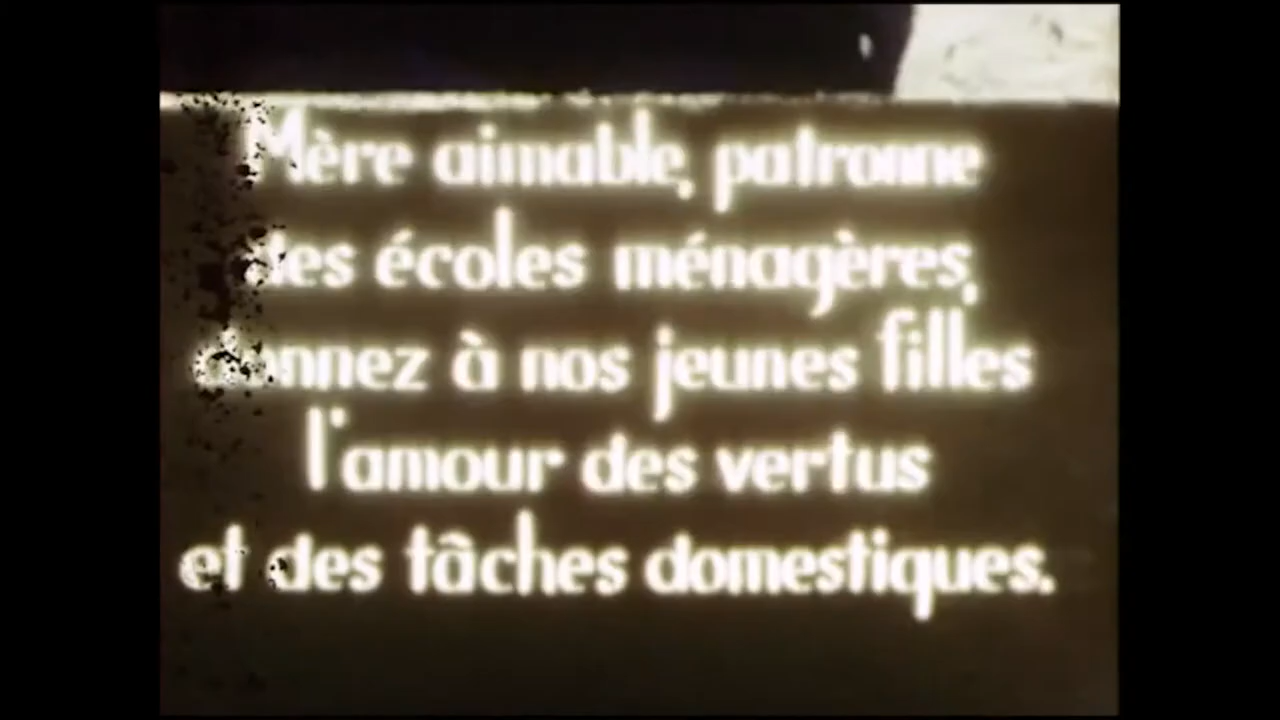 Mère aimable, patronne
des écoles ménagères,
donnez à nos jeunes filles
l'amour des vertus
et des tâches domestiques.